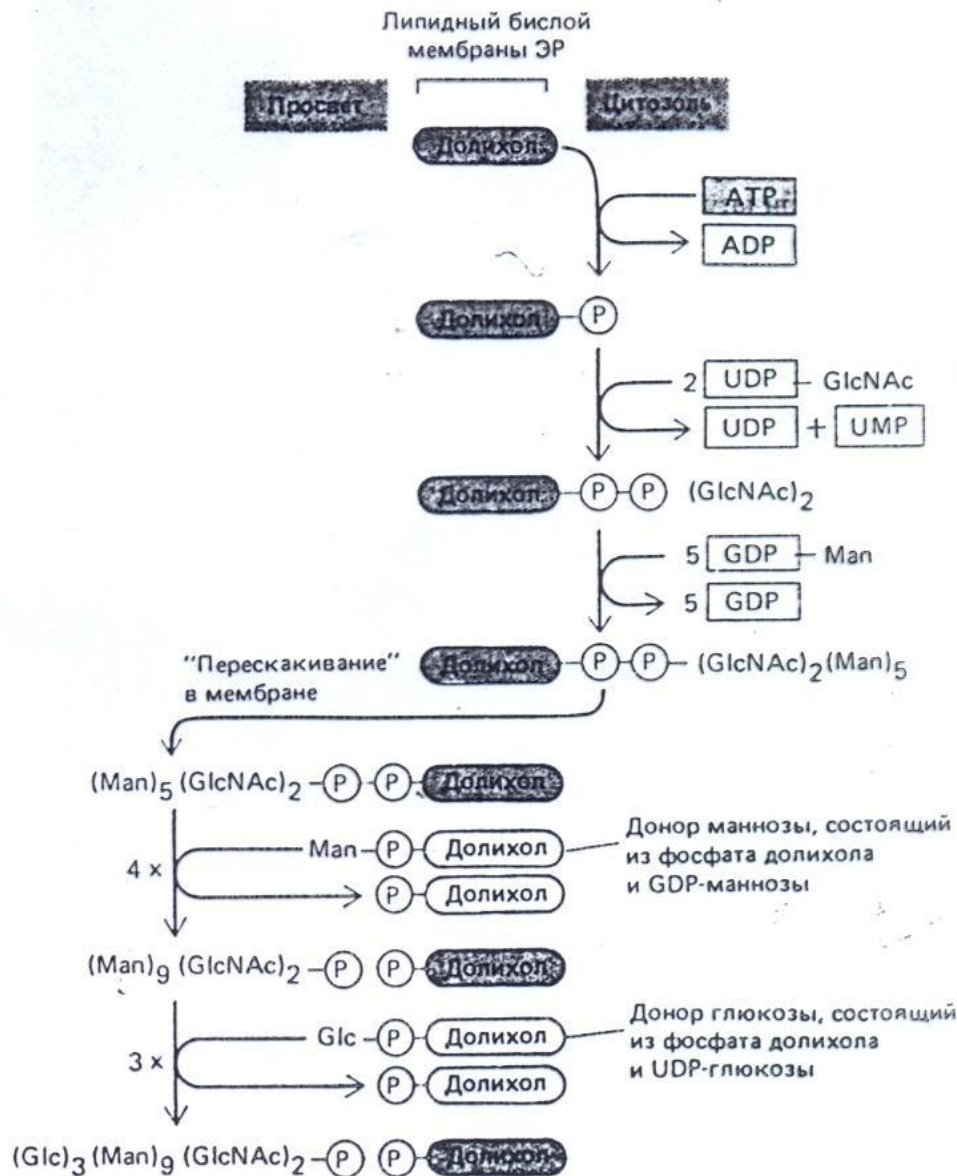 Липидный бислой
мембраны ЭР
Просвет
Цитозоль
Долихол
ATP
ADP
Долихол P
2 UDP GlcNAc
UDP + UMP
Долихол P P (GlcNAc)2
5 GDP Man
5 GDP
"Перескакивание"
в мембране
Долихол P P (GlcNAc)2(Man)5
(Man)5(GlcNAc)2 P P Долихол
4 ×
Man P Долихол
P Долихол
Донор маннозы, состоящий
из фосфата долихола
и GDP-маннозы
(Man)9(GlcNAc)2 P P Долихол
3 ×
Glc P Долихол
P Долихол
Донор глюкозы, состоящий
из фосфата долихола
и UDP-глюкозы
(Glc)3(Man)9(GlcNAc)2 P P Долихол